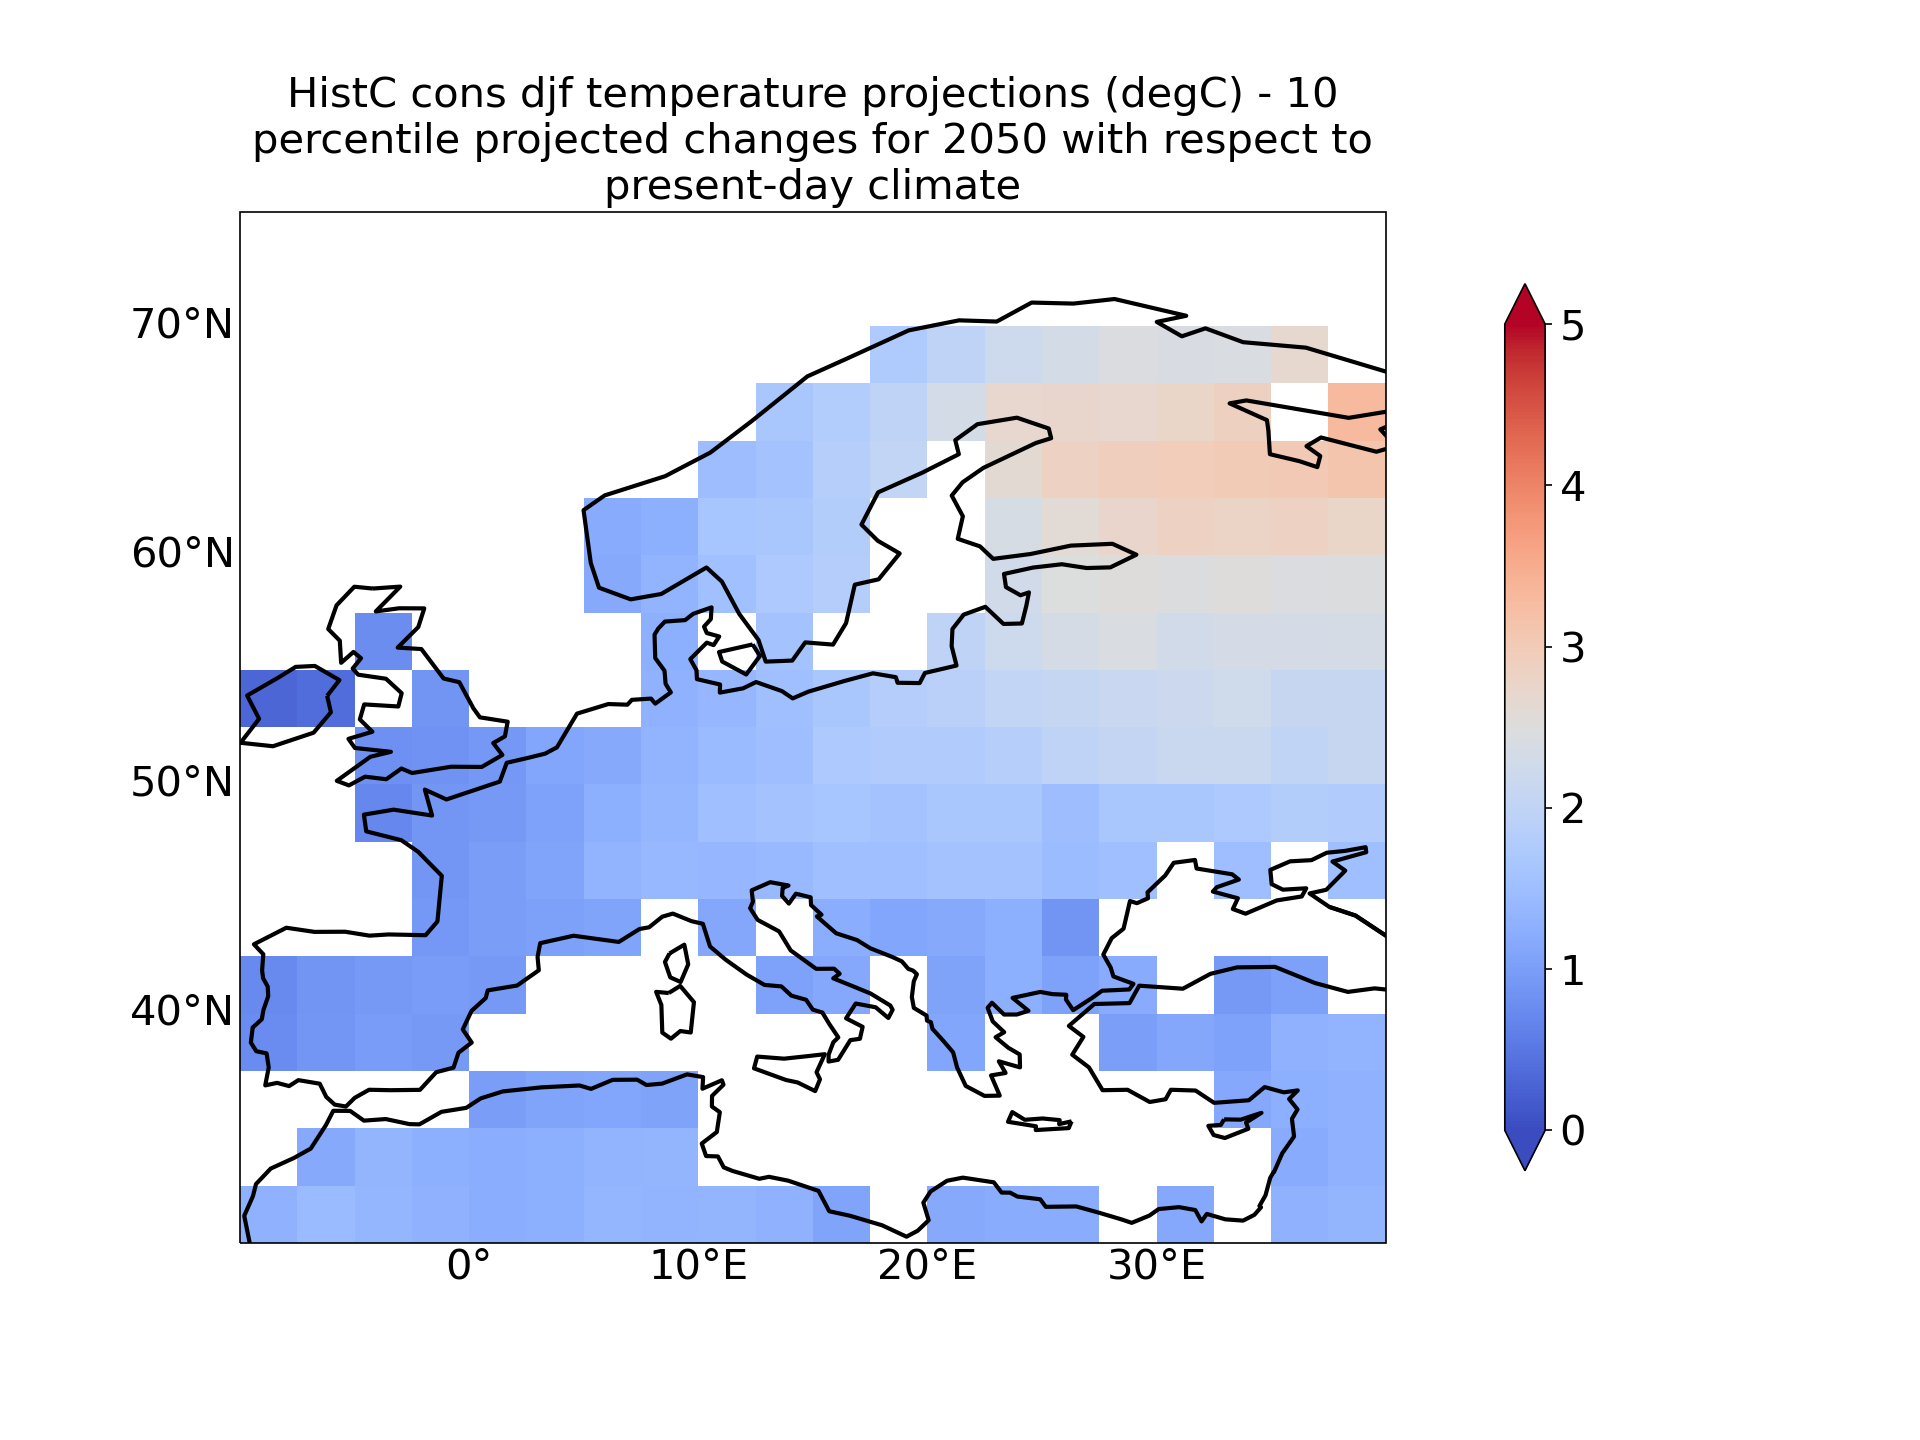 HistC cons djf temperature projections (degC) - 10
percentile projected changes for 2050 with respect to
present-day climate
70°N
60°N
50°N
40°N
0°
10°E
20°E
30°E
5
4
3
2
1
0